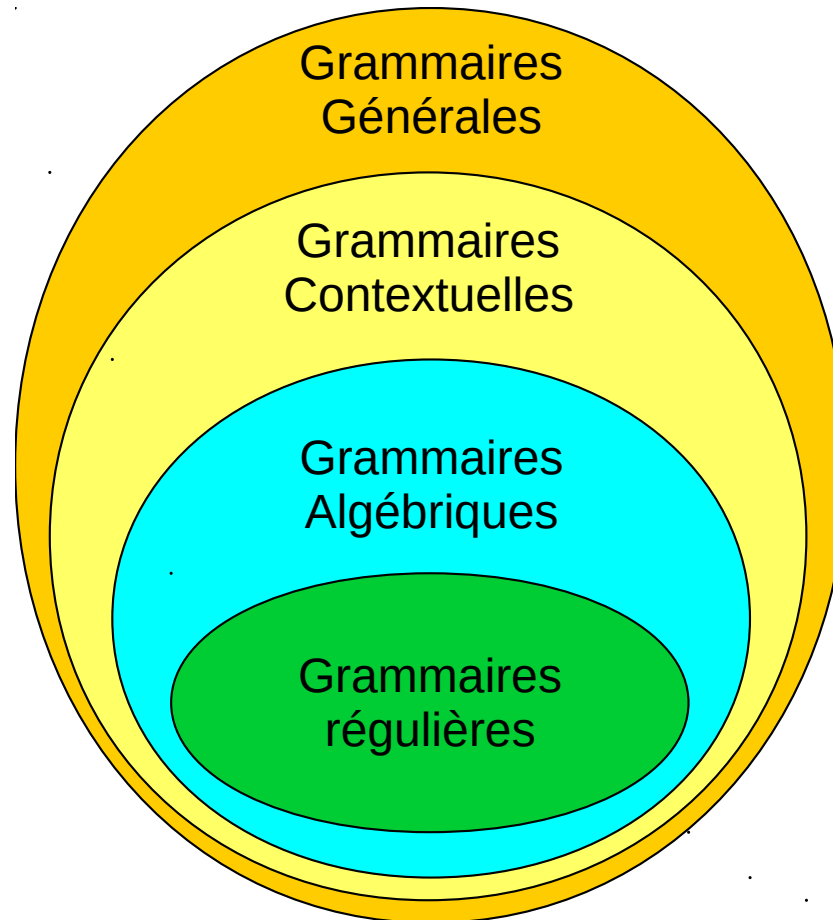 Grammaires
Générales
Grammaires
Contextuelles
Grammaires
Algébriques
Grammaires
régulières